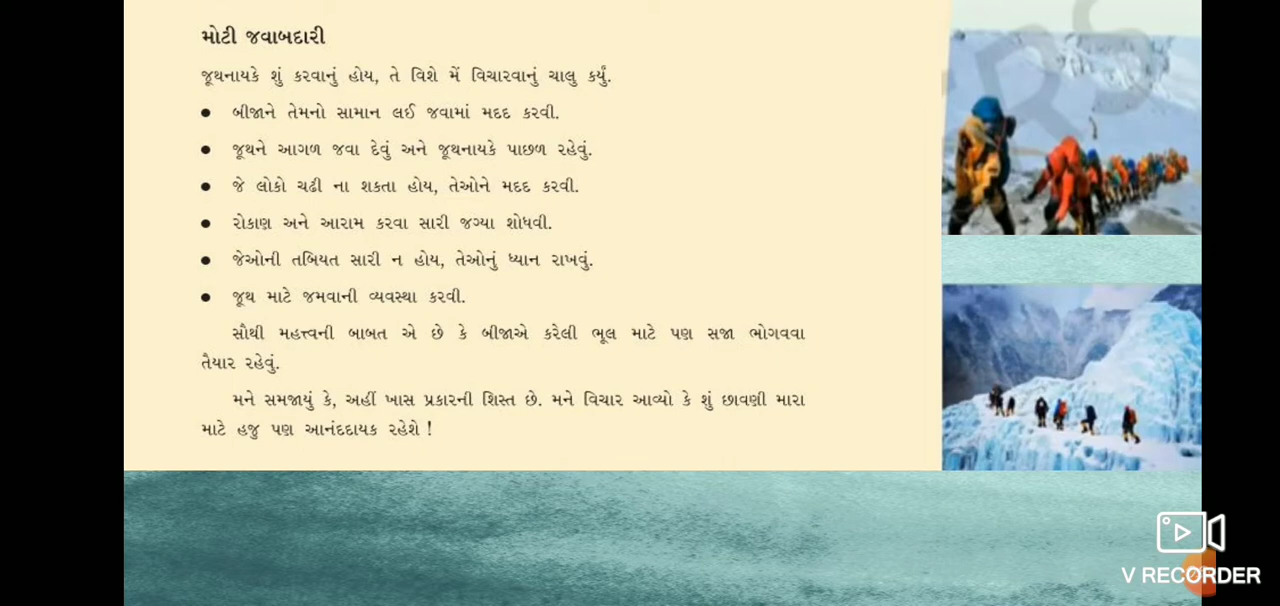 મોટી જવાબદારી
જૂથનાયકે શું કરવાનું હોય, તે વિશે મેં વિચારવાનું ચાલુ કર્યું.
● બીજાને તેમનો સામાન લઈ જવામાં મદદ કરવી.
● જૂથને આગળ જવા દેવું અને જૂથનાયકે પાછળ રહેવું.
● જે લોકો ચઢી ના શકતા હોય, તેઓને મદદ કરવી.
● રોકાણ અને આરામ કરવા સારી જગ્યા શોધવી.
● જેઓની તબિયત સારી ન હોય, તેઓનું ધ્યાન રાખવું.
● જૂથ માટે જમવાની વ્યવસ્થા કરવી.
સૌથી મહત્ત્વની બાબત એ છે કે બીજાએ કરેલી ભૂલ માટે પણ સજા ભોગવવા
તૈયાર રહેવું.
મને સમજાયું કે, અહીં ખાસ પ્રકારની શિસ્ત છે. મને વિચાર આવ્યો કે શું છાવણી મારા
માટે હજુ પણ આનંદદાયક રહેશે !
V RECORDER